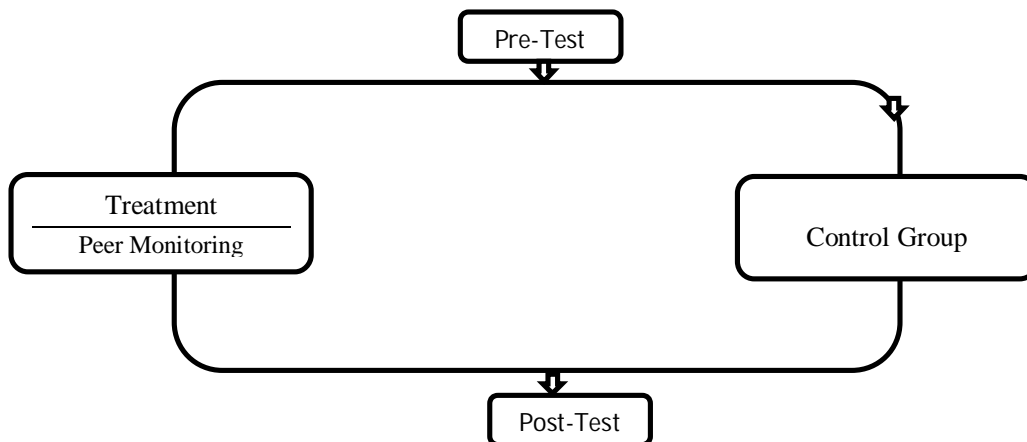 Pre-Test
Treatment
Peer Monitoring
Control Group
Post-Test